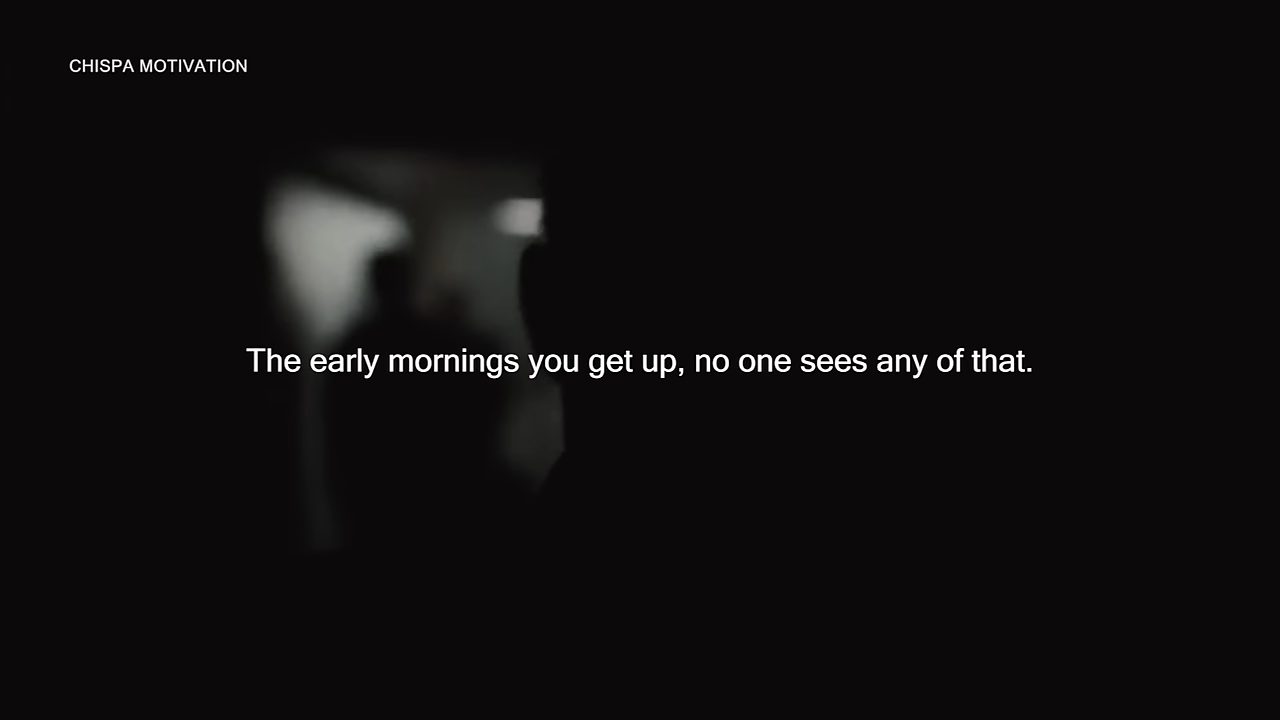 CHISPA MOTIVATION
The early mornings you get up, no one sees any of that.